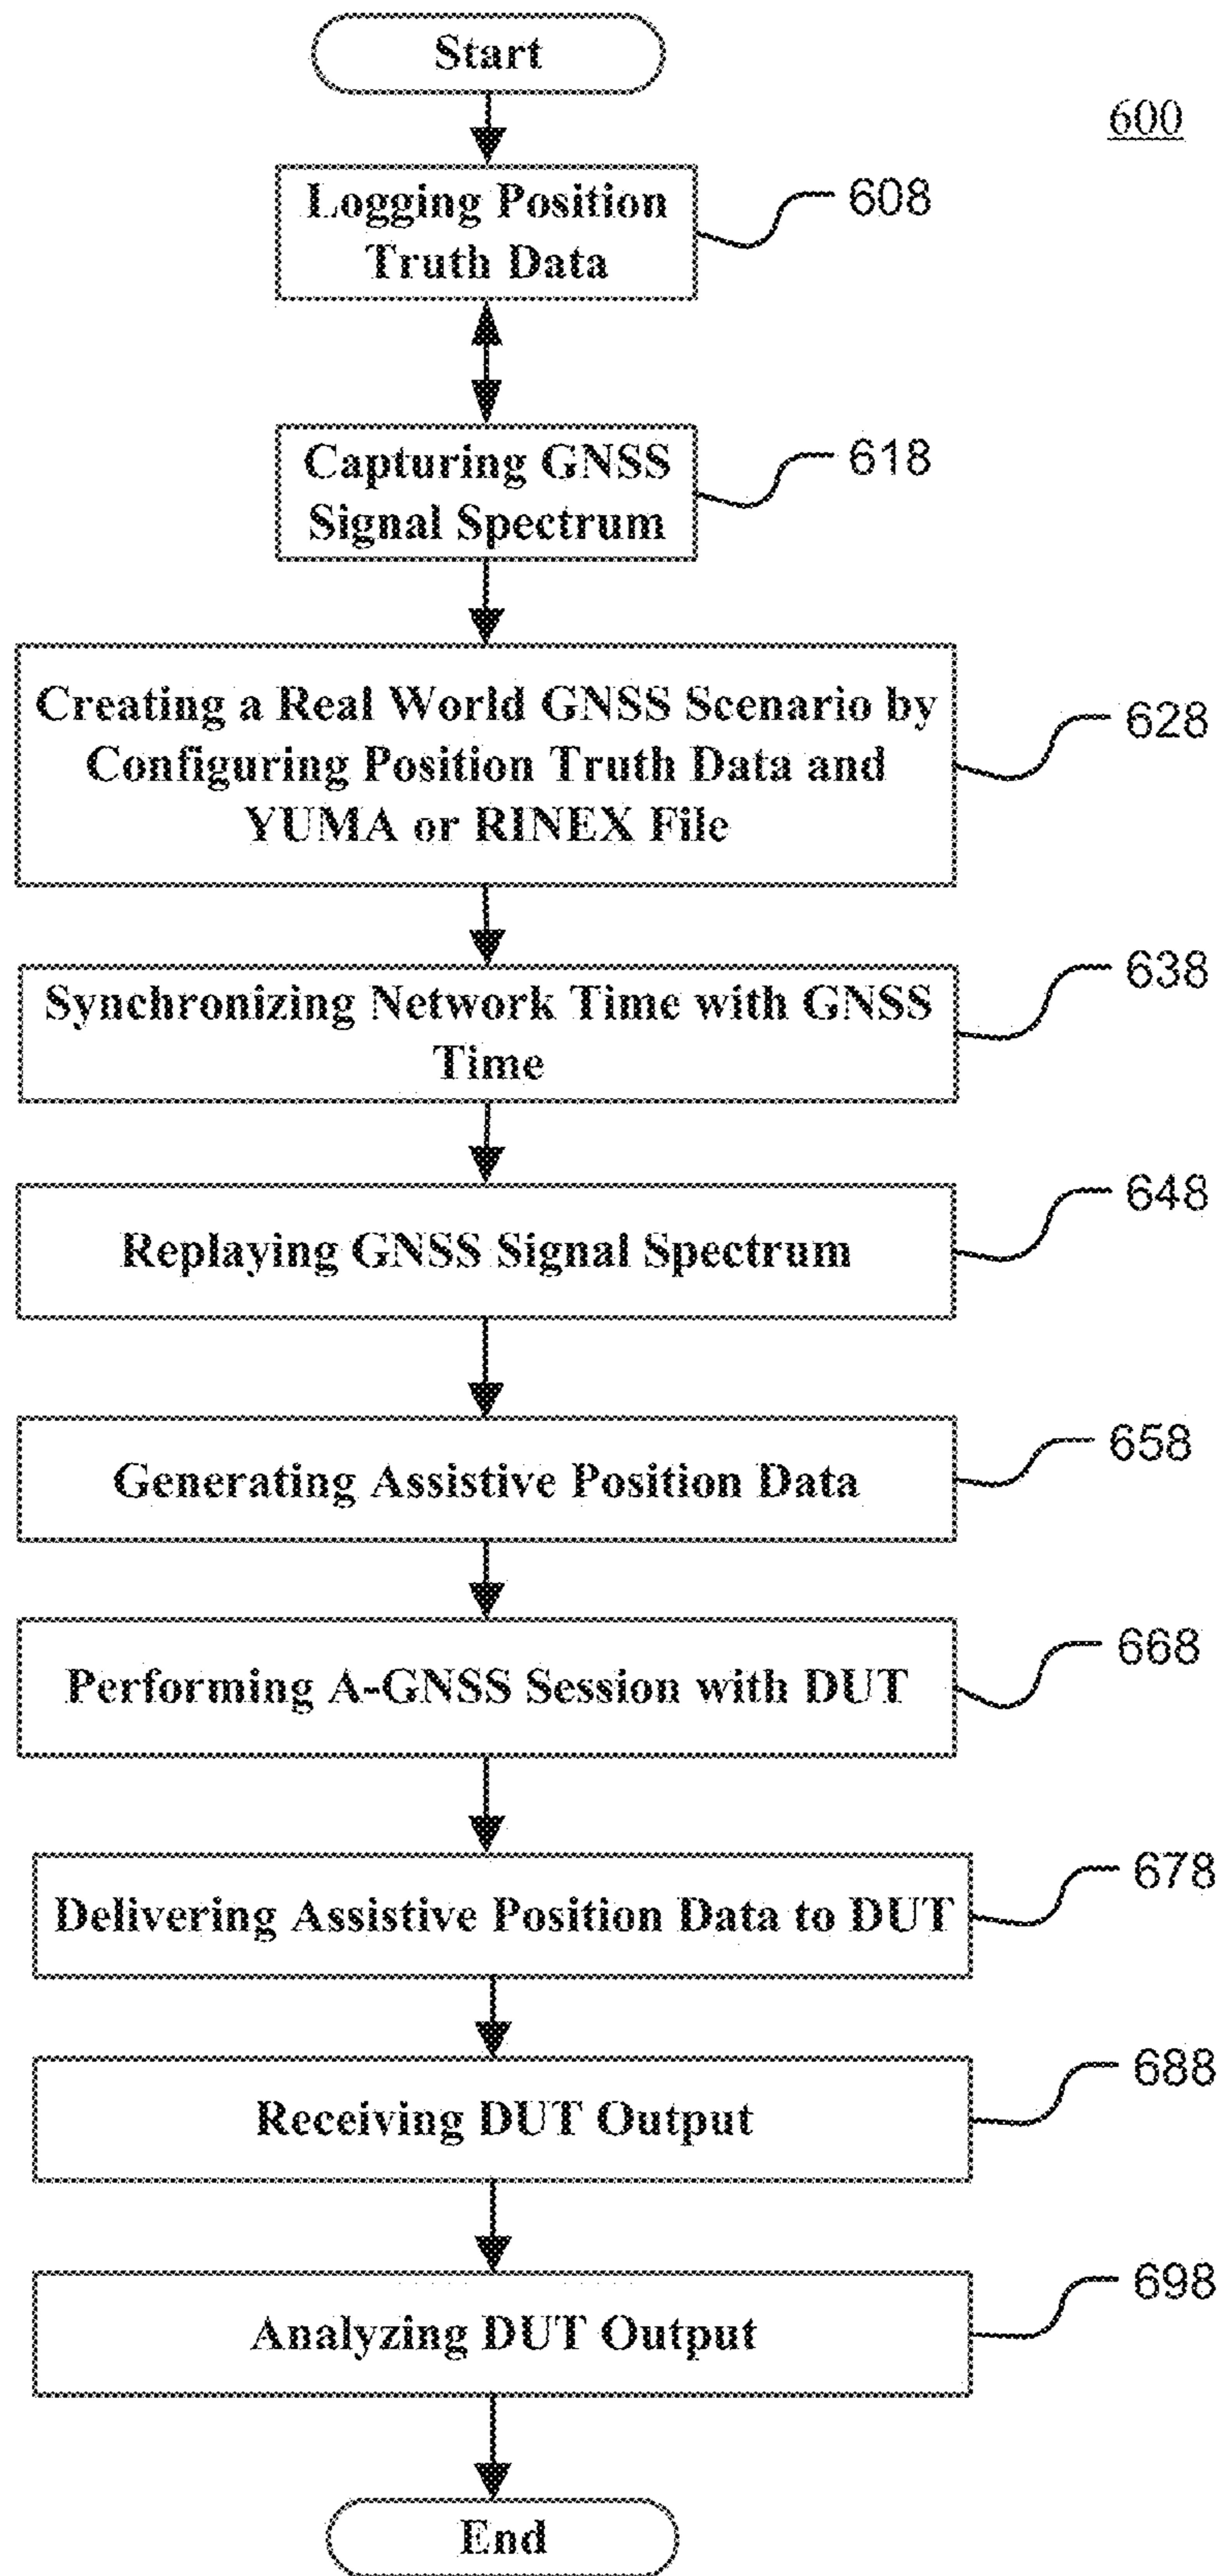 Start
600
Logging Position
Truth Data
608
Capturing GNSS
Signal Spectrum
618
Creating a Real World GNSS Scenario by
Configuring Position Truth Data and
YUMA or RINEX File
628
Synchronizing Network Time with GNSS
Time
638
Replaying GNSS Signal Spectrum
648
Generating Assistive Position Data
658
Performing A-GNSS Session with DUT
668
Delivering Assistive Position Data to DUT
678
Receiving DUT Output
688
Analyzing DUT Output
698
End